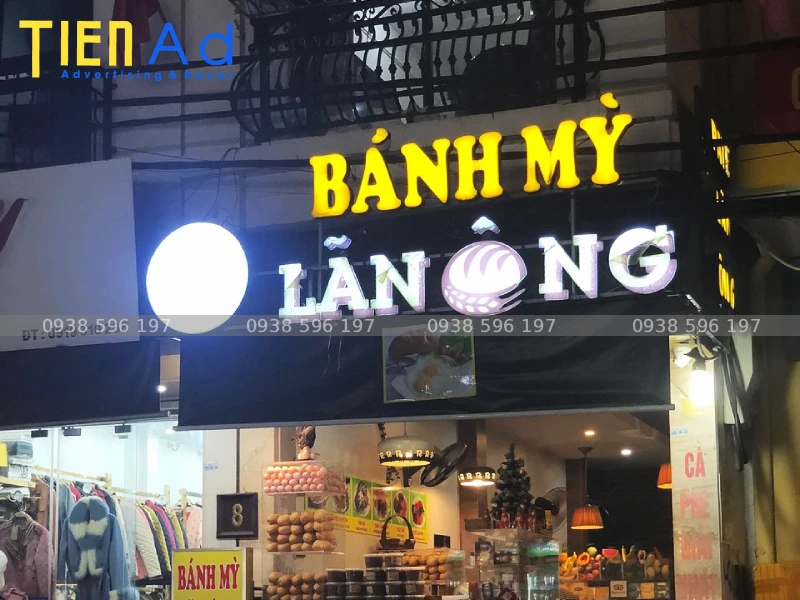 TIEN Ad
Advertising & Decor
BÁNH MỲ
LÃN ÔNG
0938 596 197 0938 596 197 0938 596 197 0938 596 197
8
BÁNH MỲ
CÀ
PHÊ